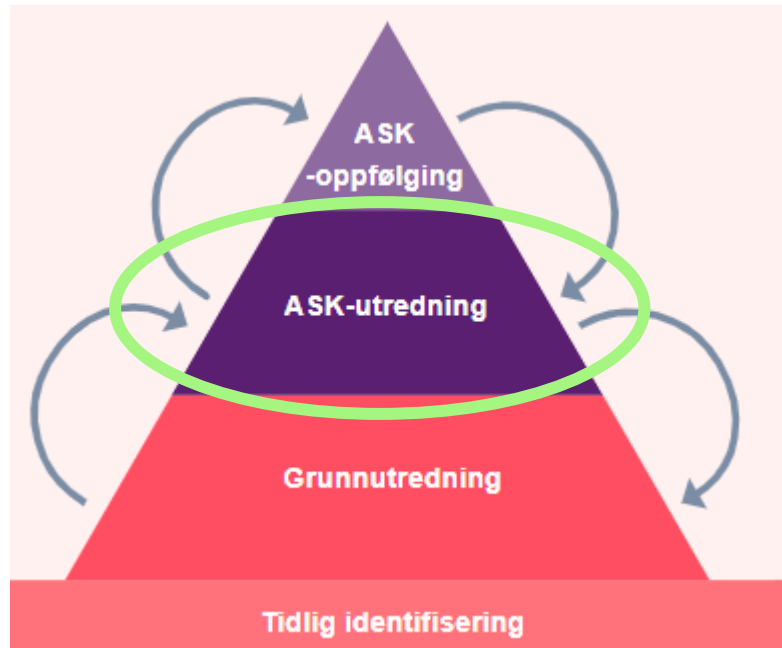 ASK
-oppfølging
ASK-utredning
Grunnutredning
Tidlig identifisering